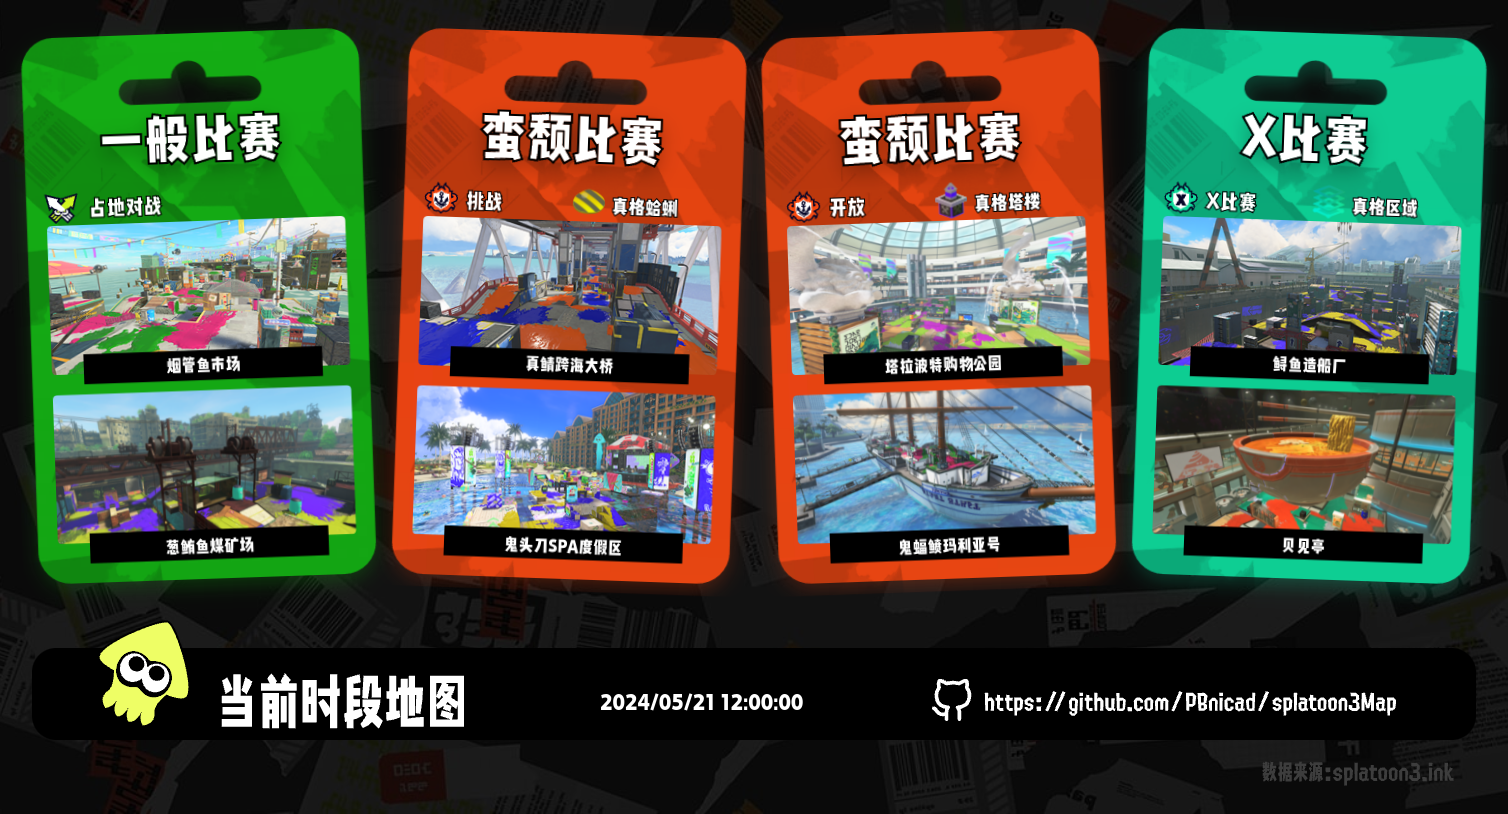 一般比赛
占地对战
烟管鱼市场
葱鲔鱼煤矿场
蛮颓比赛
挑战
真格蛤蜊
真鲭跨海大桥
鬼头刀SPA度假区
蛮颓比赛
开放
真格塔楼
塔拉波特购物公园
鬼蝠鲼玛利亚号
X比赛
X比赛
真格区域
鲟鱼造船厂
贝见亭
当前时段地图
2024/05/21 12:00:00
https://github.com/PBnicad/splatoon3Map
数据来源:splatoon3.ink